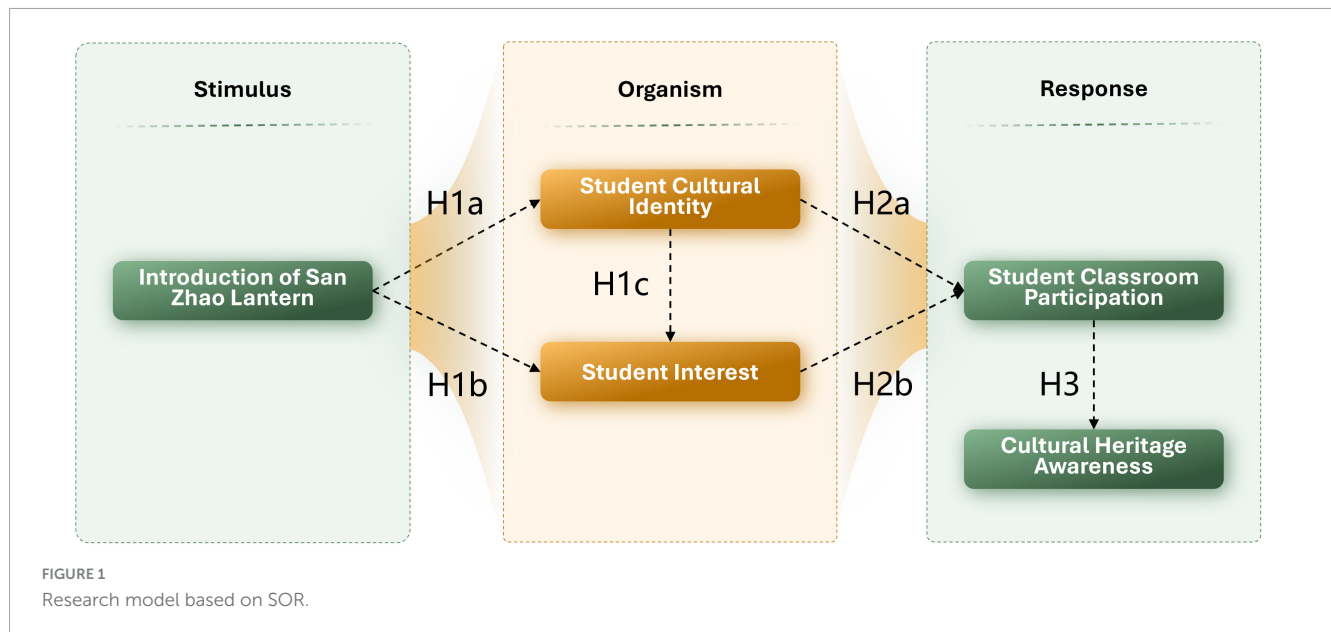 Stimulus
Organism
Response
Introduction of San
Zhao Lantern
H1a
H1b
Student Cultural
Identity
H1c
Student Interest
H2a
H2b
Student Classroom
Participation
H3
Cultural Heritage
Awareness
FIGURE 1
Research model based on SOR.